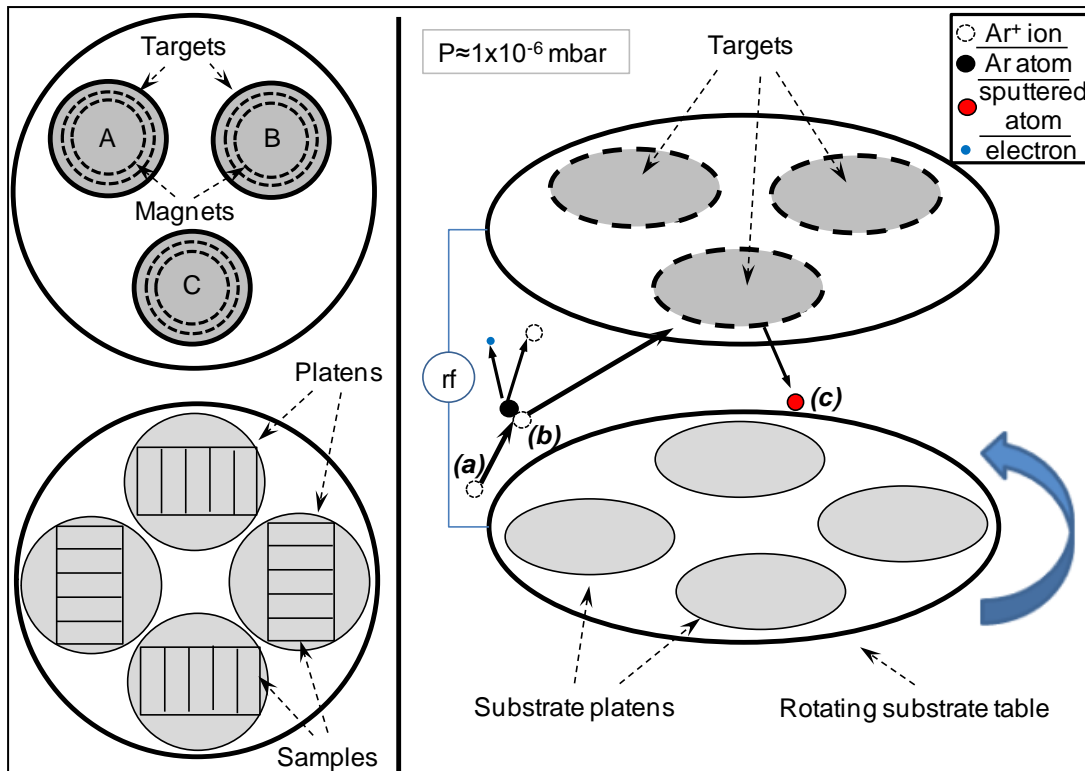 Targets
A
B
Magnets
C
Platens
Samples
P≈1x10⁻⁶ mbar
Targets
Ar⁺ ion
Ar atom
sputtered
atom
electron
rf
(a)
(b)
(c)
Substrate platens
Rotating substrate table